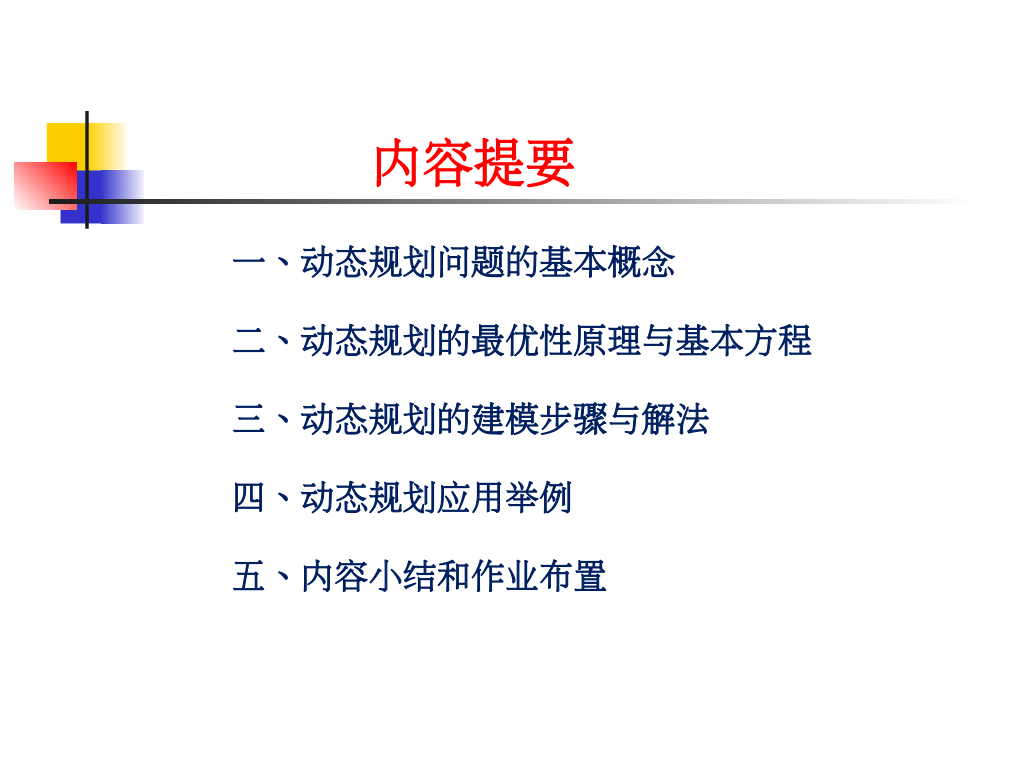 内容提要
一、动态规划问题的基本概念
二、动态规划的最优性原理与基本方程
三、动态规划的建模步骤与解法
四、动态规划应用举例
五、内容小结和作业布置